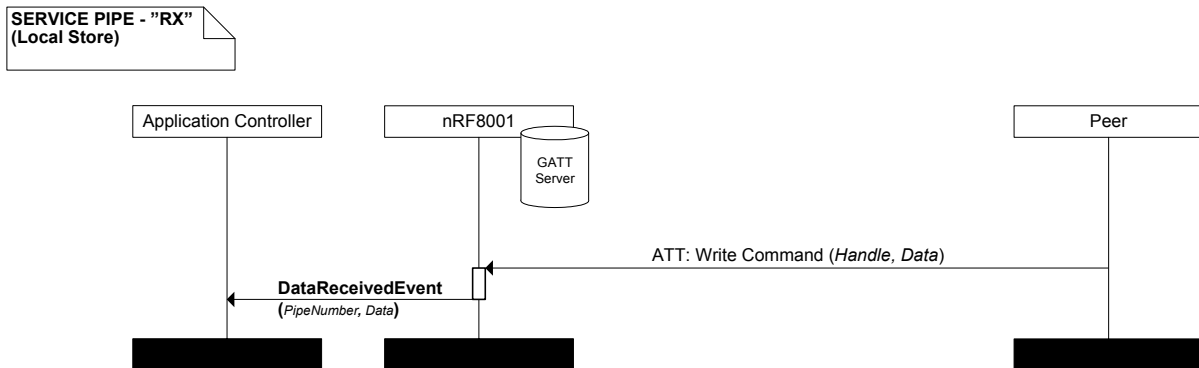 SERVICE PIPE - ”RX”
(Local Store)
Application Controller
nRF8001
Peer
GATT
Server
ATT: Write Command (Handle, Data)
DataReceivedEvent
(PipeNumber, Data)